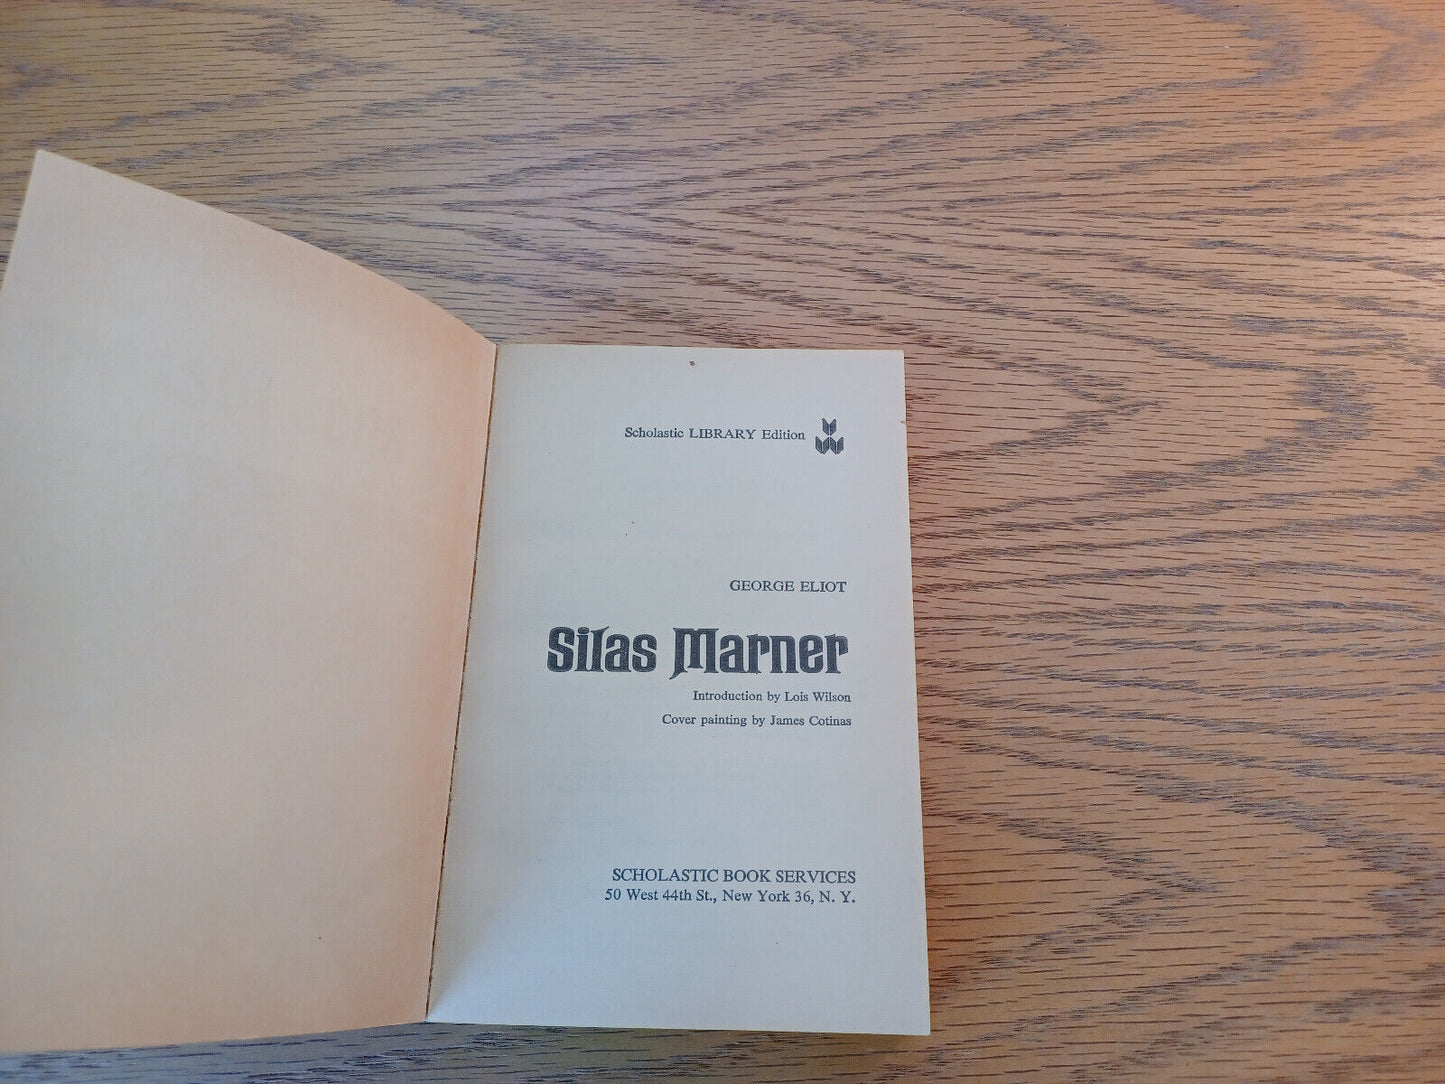 Scholastic LIBRARY Edition
GEORGE ELIOT
Silas Marner
Introduction by Lois Wilson
Cover painting by James Cotinas
SCHOLASTIC BOOK SERVICES
50 West 44th St., New York 36, N. Y.